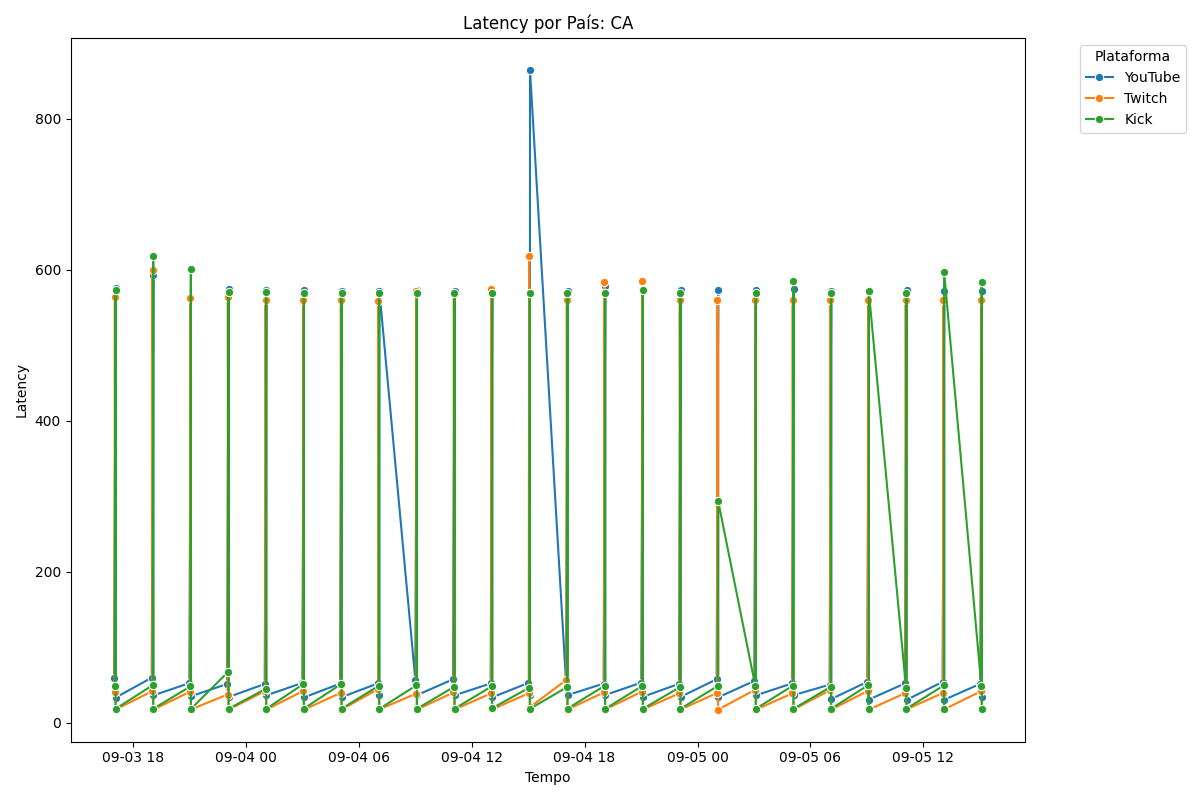 Latency por País: CA
Plataforma
YouTube
Twitch
Kick
Latency
800
600
400
200
0
09-03 18
09-04 00
09-04 06
09-04 12
09-04 18
09-05 00
09-05 06
09-05 12
Tempo